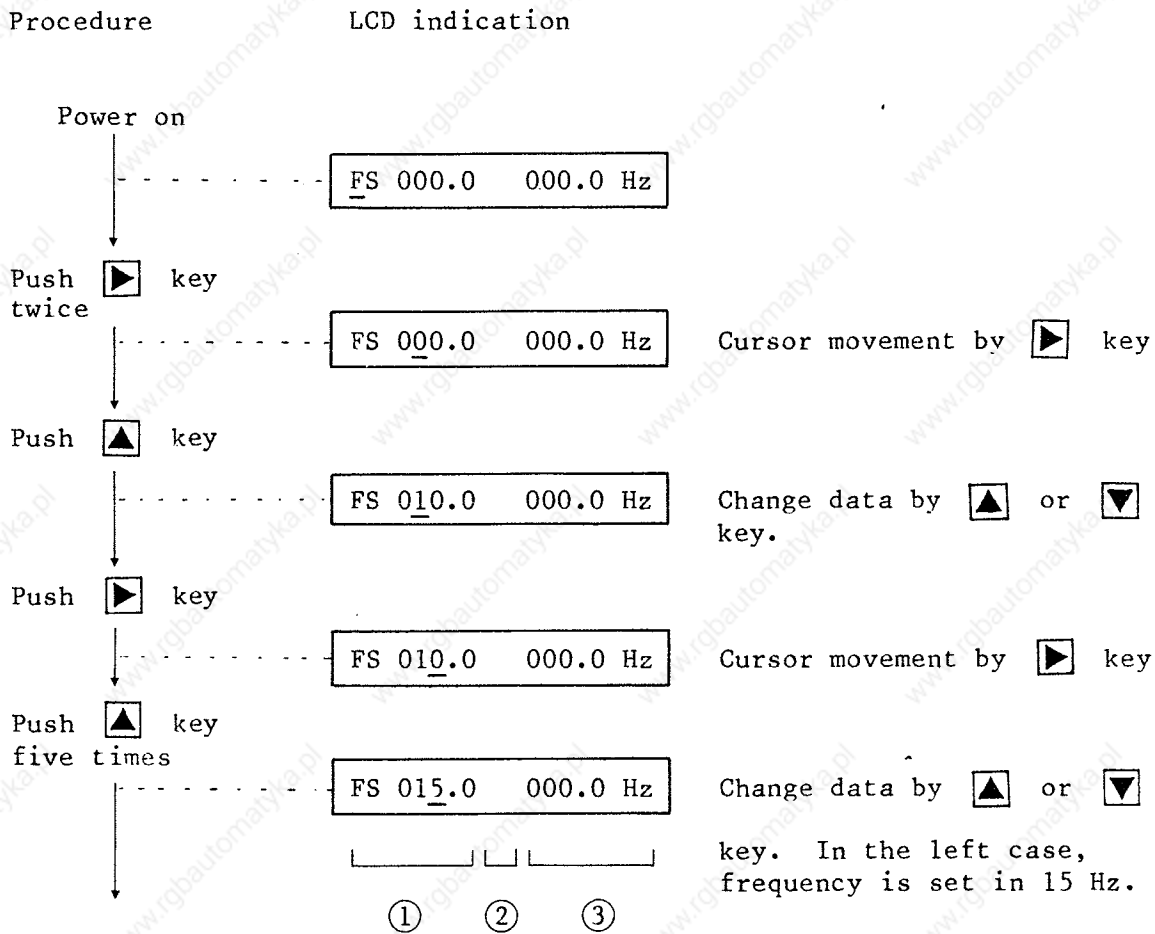 Procedure LCD indication
Power on
FS 000.0 000.0 Hz
Push ▶ key
twice
FS 000.0 000.0 Hz Cursor movement by ▶ key
Push ▲ key
FS 010.0 000.0 Hz Change data by ▲ or ▼
key.
Push ▶ key
FS 010.0 000.0 Hz Cursor movement by ▶ key
Push ▲ key
five times
FS 015.0 000.0 Hz Change data by ▲ or ▼
key. In the left case,
frequency is set in 15 Hz.
① ② ③
www.rgbautomatyka.pl